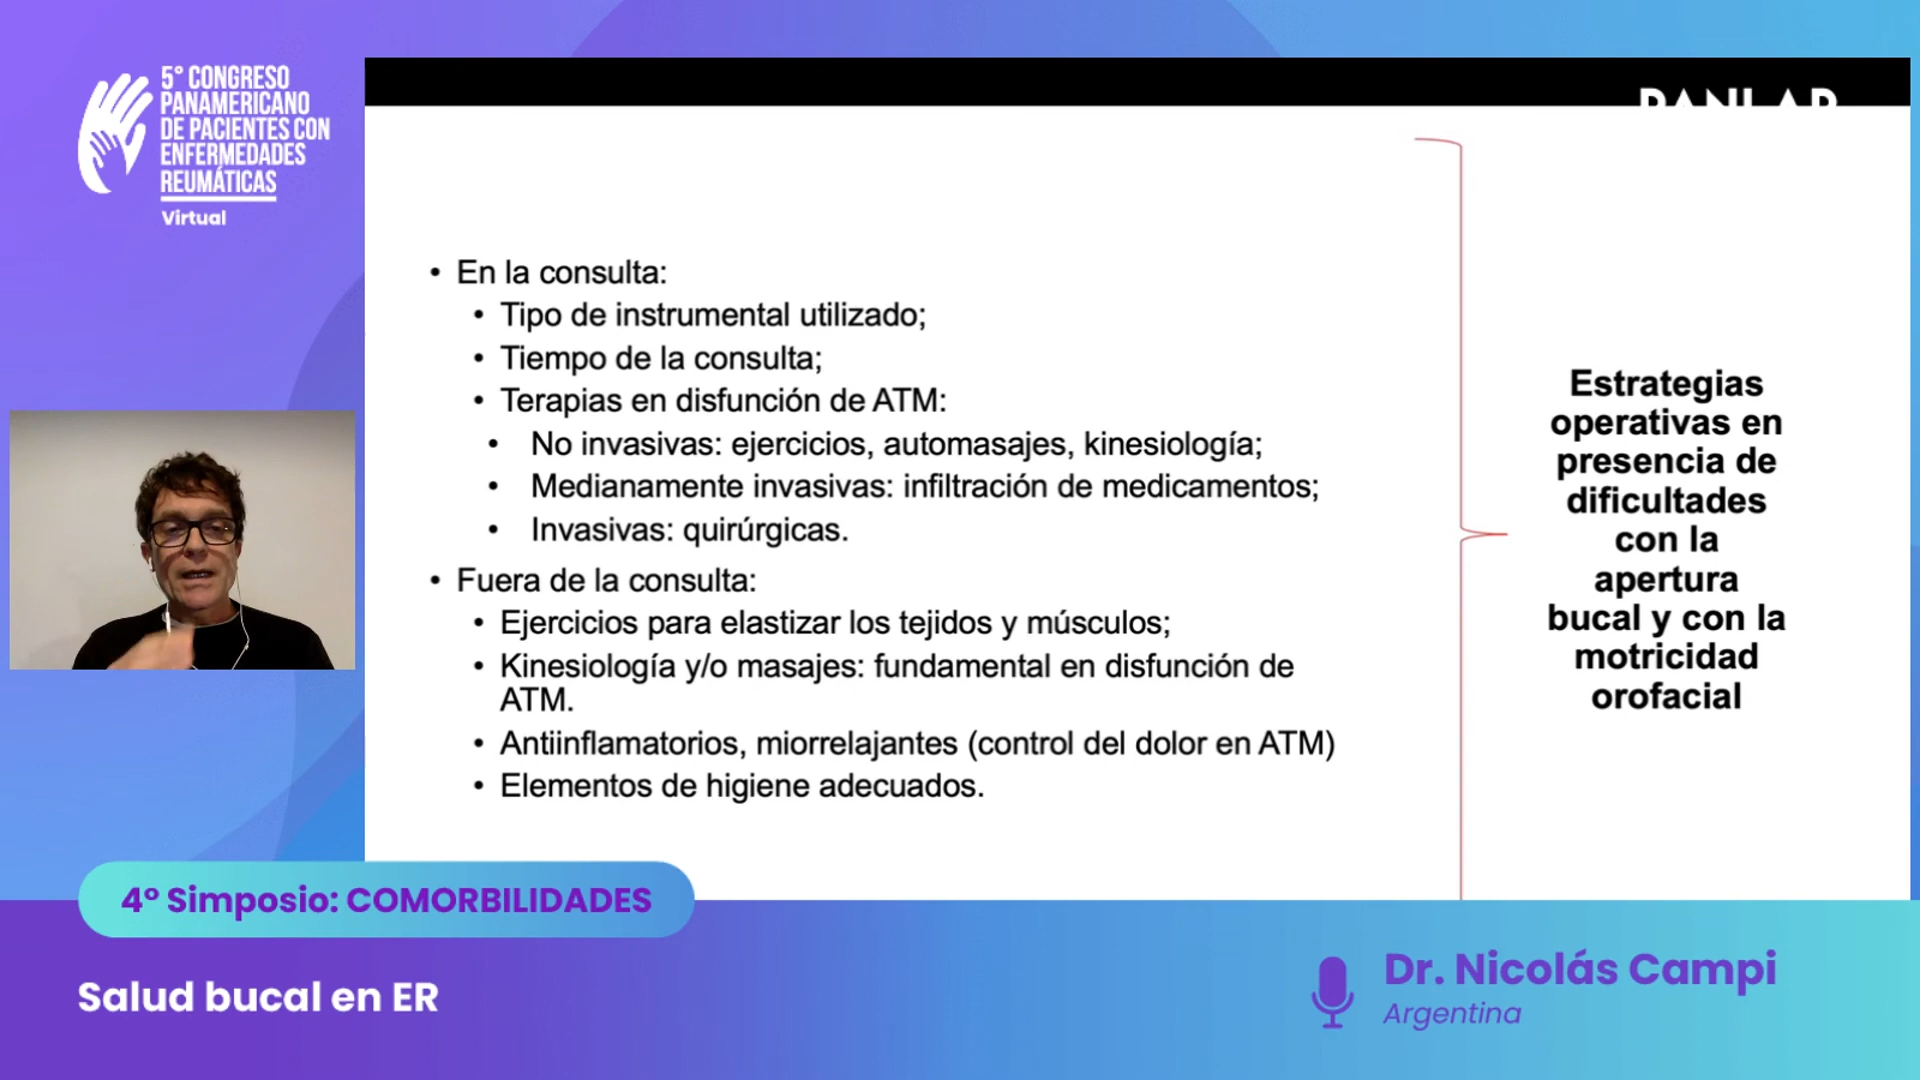 5° CONGRESO
PANAMERICANO
DE PACIENTES CON
ENFERMEDADES
REUMÁTICAS
Virtual
• En la consulta:
• Tipo de instrumental utilizado;
• Tiempo de la consulta;
• Terapias en disfunción de ATM:
• No invasivas: ejercicios, automasajes, kinesiología;
• Medianamente invasivas: infiltración de medicamentos;
• Invasivas: quirúrgicas.
• Fuera de la consulta:
• Ejercicios para elastizar los tejidos y músculos;
• Kinesiología y/o masajes: fundamental en disfunción de
ATM.
• Antiinflamatorios, miorrelajantes (control del dolor en ATM)
• Elementos de higiene adecuados.
Estrategias
operativas en
presencia de
dificultades
con la
apertura
bucal y con la
motricidad
orofacial
4° Simposio: COMORBILIDADES
Salud bucal en ER
Dr. Nicolás Campi
Argentina